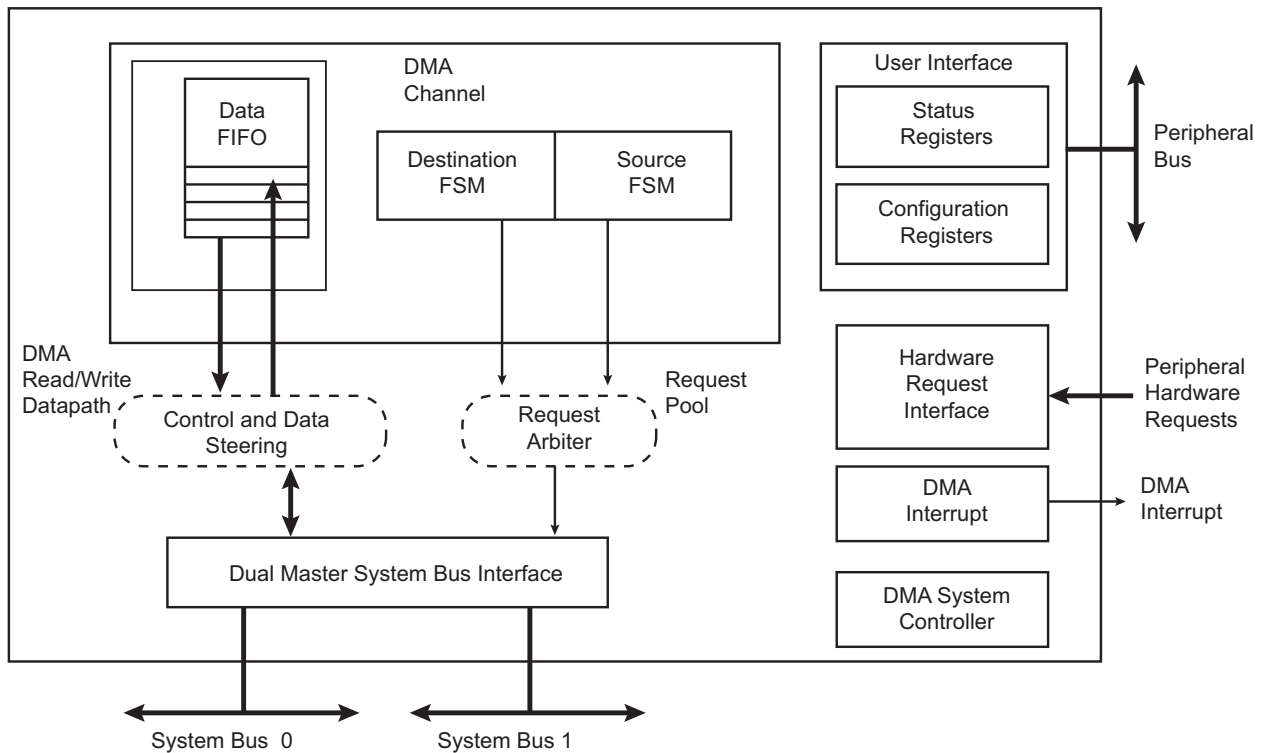 DMA
Channel
Data
FIFO
Destination
FSM
Source
FSM
User Interface
Status
Registers
Configuration
Registers
Peripheral
Bus
DMA
Read/Write
Datapath
Control and Data
Steering
Request
Arbiter
Request
Pool
Hardware
Request
Interface
Peripheral
Hardware
Requests
DMA
Interrupt
DMA
Interrupt
Dual Master System Bus Interface
DMA System
Controller
System Bus 0
System Bus 1